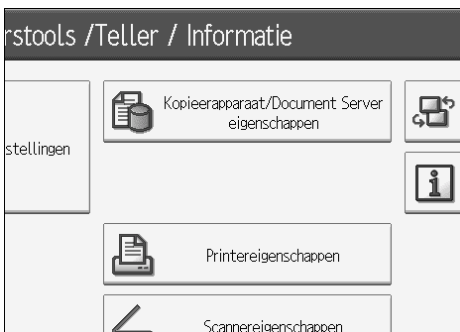 rstools /Teller / Informatie
Kopieerapparaat/Document Server
eigenschappen
stellingen
Printereigenschappen
Scannereigenschappen